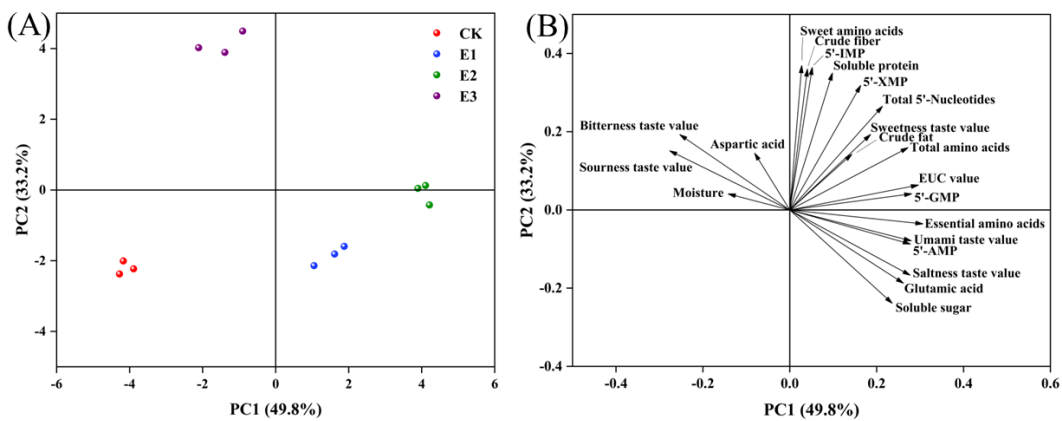 (A)
CK
E1
E2
E3
4
2
0
-2
-4
-6
-4
-2
0
2
4
6
PC2 (33.2%)
PC1 (49.8%)
(B)
Sweet amino acids
Crude fiber
5'-IMP
Soluble protein
5'-XMP
Total 5'-Nucleotides
Sweetness taste value
Crude fat
Total amino acids
Bitterness taste value
Aspartic acid
Sourness taste value
Moisture
EUC value
5'-GMP
Essential amino acids
Umami taste value
5'-AMP
Saltness taste value
Glutamic acid
Soluble sugar
0.4
0.2
0.0
-0.2
-0.4
-0.4
-0.2
0.0
0.2
0.4
0.6
PC2 (33.2%)
PC1 (49.8%)